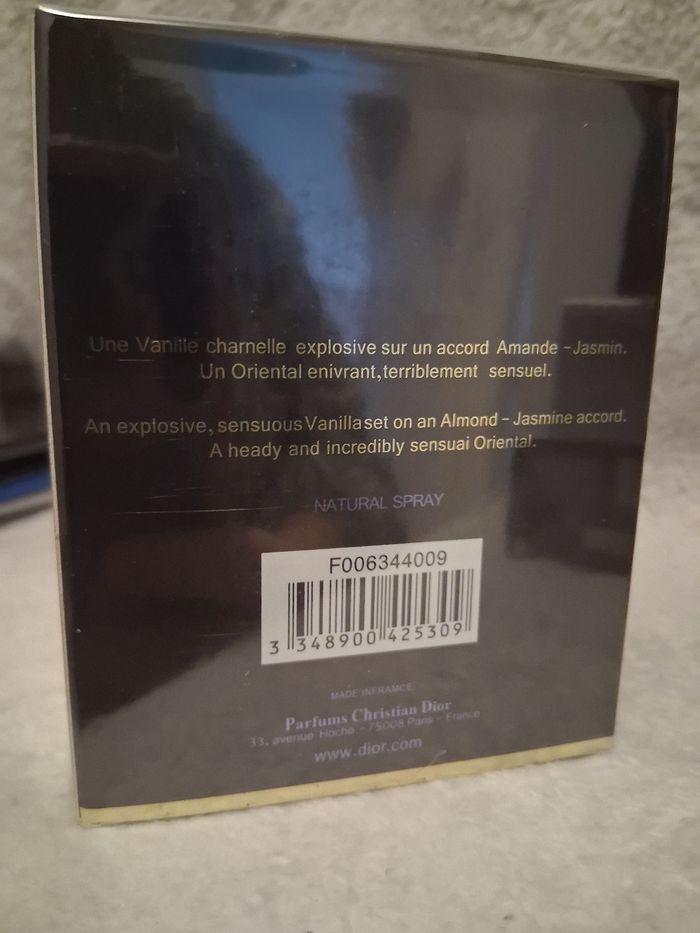 Une Vanille charnelle explosive sur un accord Amande – Jasmin.
Un Oriental enivrant, terriblement sensuel.
An explosive, sensuous Vanilla set on an Almond – Jasmine accord.
A heady and incredibly sensuai Oriental.
NATURAL SPRAY
F006344009
3 348900 425309
MADE INFRAMCE
Parfums Christian Dior
33. avenue Hoche - 75008 Paris - France
www.dior.com